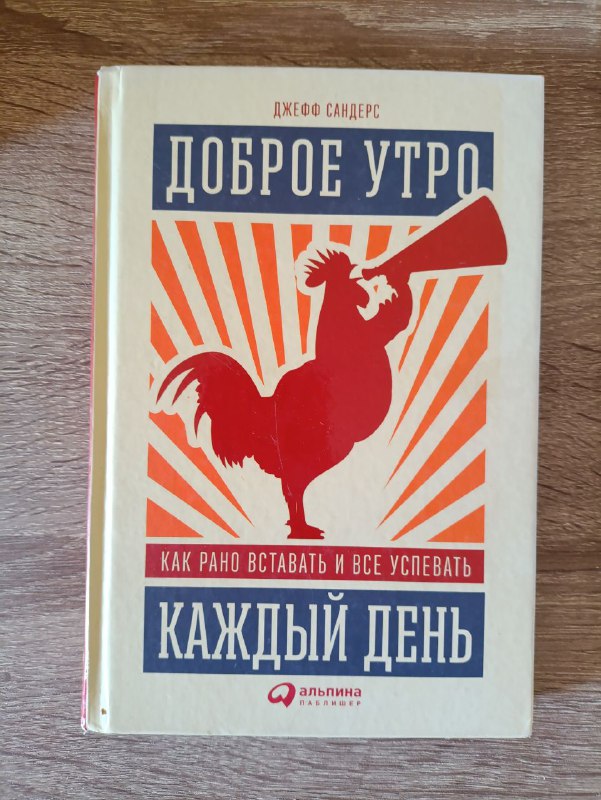 ДЖЕФФ САНДЕРС
ДОБРОЕ УТРО
КАК РАНО ВСТАВАТЬ И ВСЕ УСПЕВАТЬ
КАЖДЫЙ ДЕНЬ
альпина
ПАБЛИШЕР